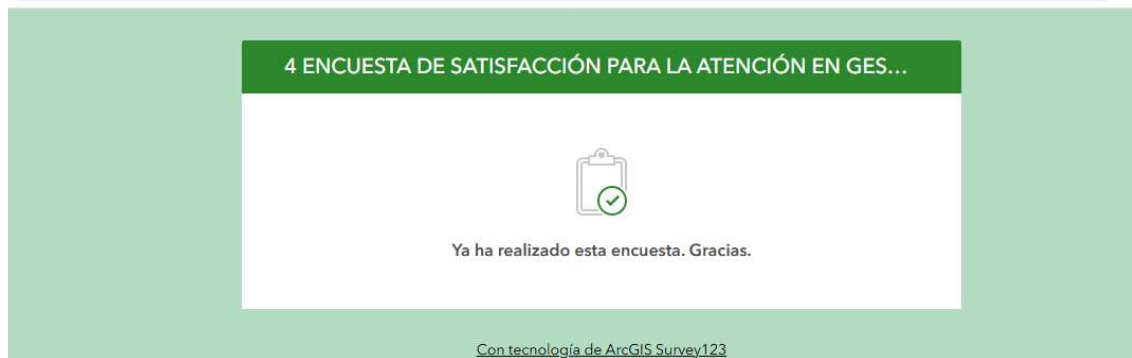 4 ENCUESTA DE SATISFACCIÓN PARA LA ATENCIÓN EN GES...
Ya ha realizado esta encuesta. Gracias.
Con tecnología de ArcGIS Survey123